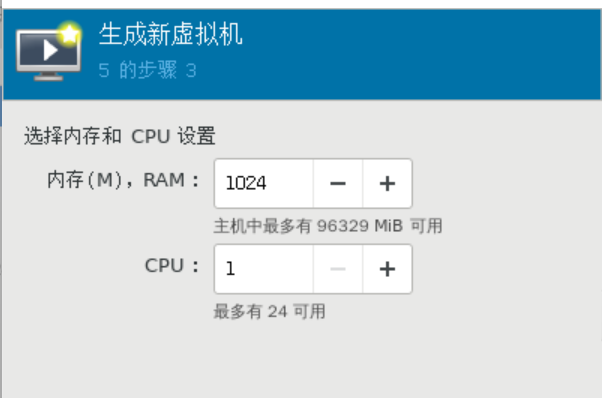 生成新虚拟机
5 的步骤 3
选择内存和 CPU 设置
内存(M), RAM : 1024 − +
主机中最多有 96329 MiB 可用
CPU : 1 − +
最多有 24 可用